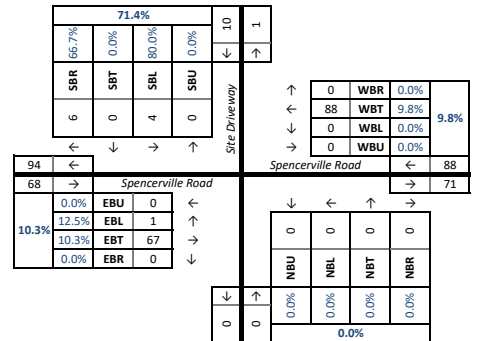 71.4%
66.7% 0.0% 80.0% 0.0%
SBR SBT SBL SBU
6 0 4 0
← ↓ → ↑
10 1
↓ ↑
Site Driveway
↑ 0 WBR 0.0%
← 88 WBT 9.8%
↓ 0 WBL 0.0%
→ 0 WBU 0.0%
9.8%
94 ←
68 → Spencerville Road
Spencerville Road ← 88
→ 71
10.3%
0.0% EBU 0 ←
12.5% EBL 1 ↑
10.3% EBT 67 →
0.0% EBR 0 ↓
↓ ← ↑ →
0 0 0 0
NBU NBL NBT NBR
0.0% 0.0% 0.0% 0.0%
0.0%
↓ ↑
0 0